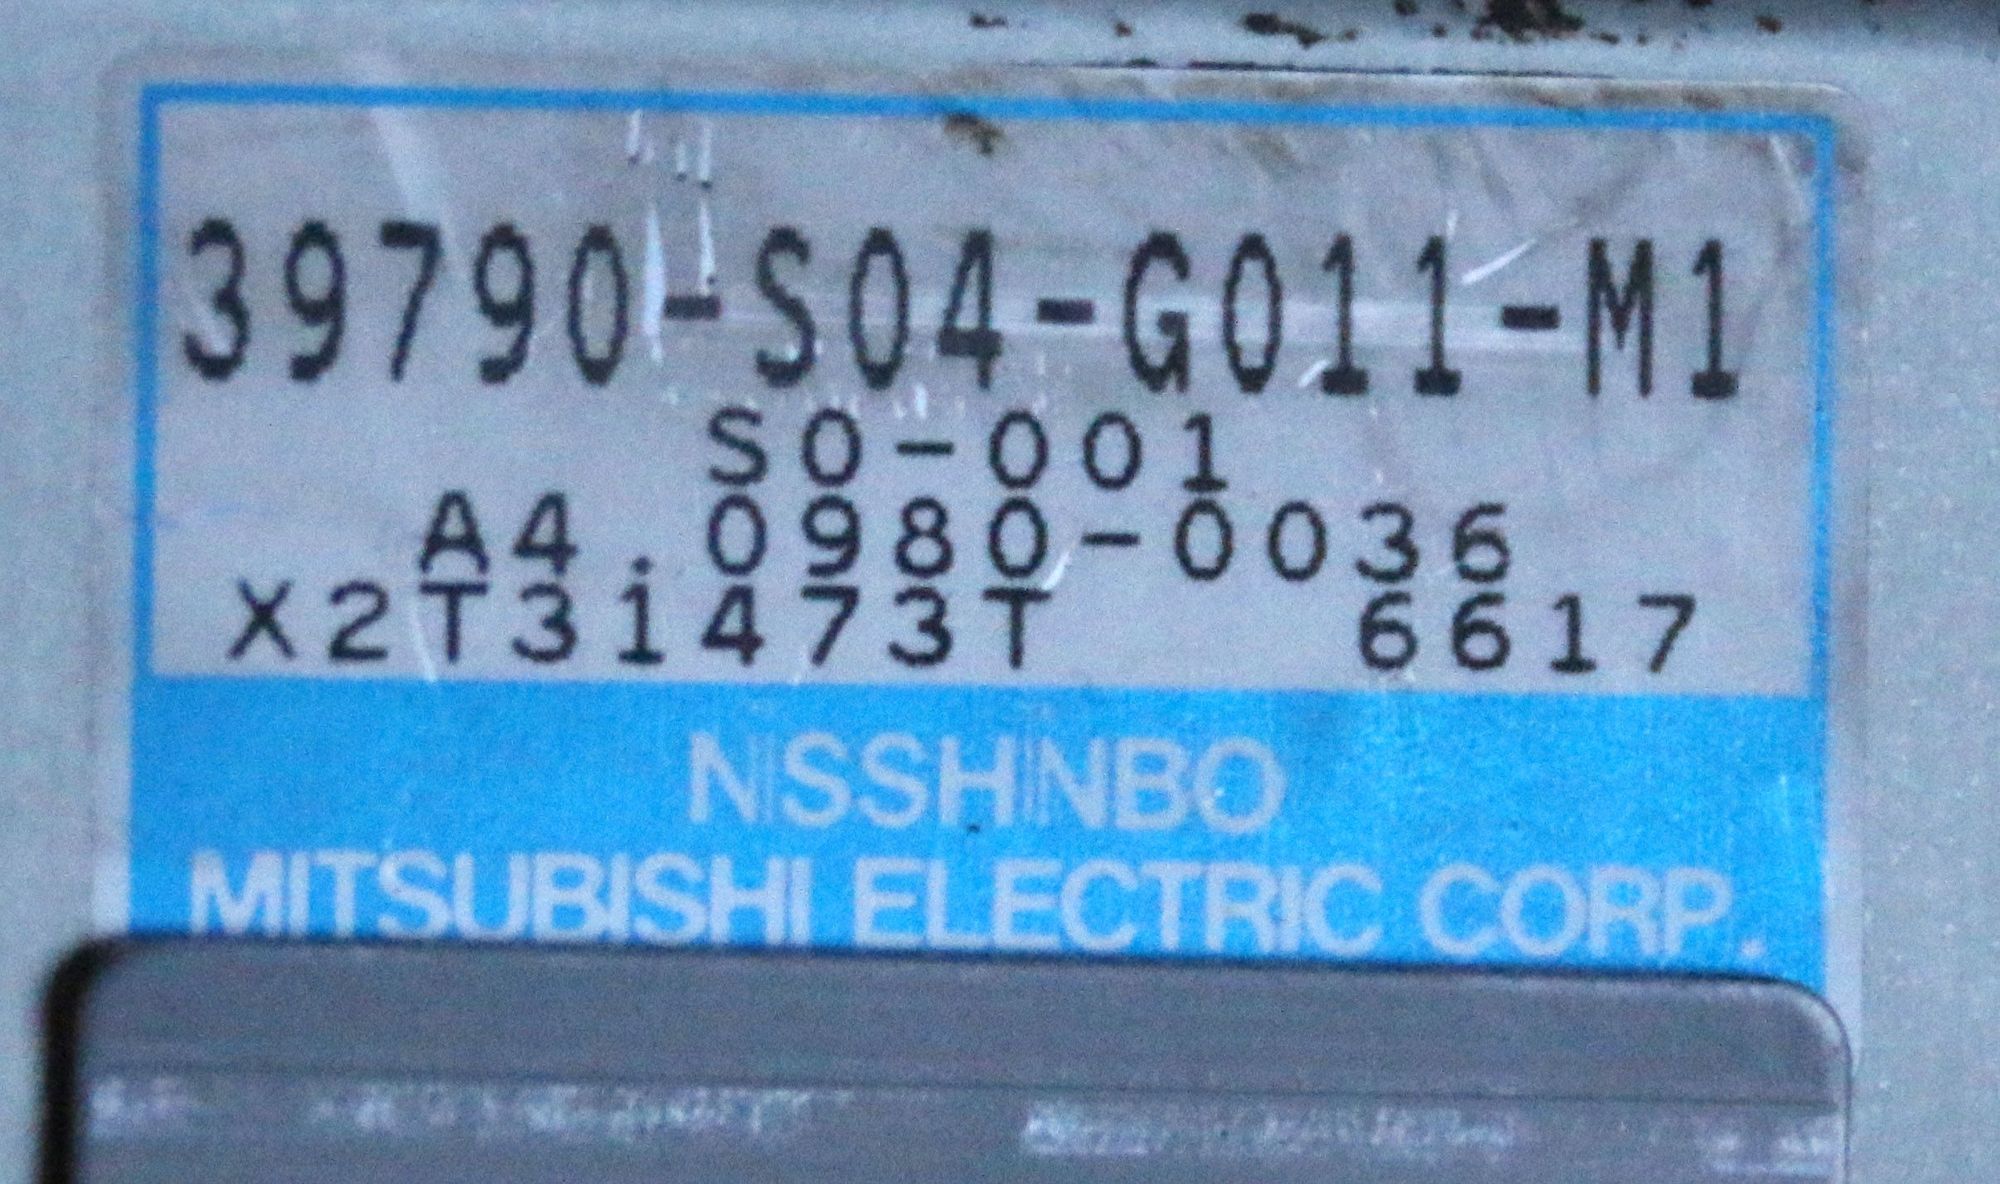 39790-S04-G011-M1
S0-001
A4.0980-0036
X2T31473T 6617
NISSHINBO
MITSUBISHI ELECTRIC CORP.